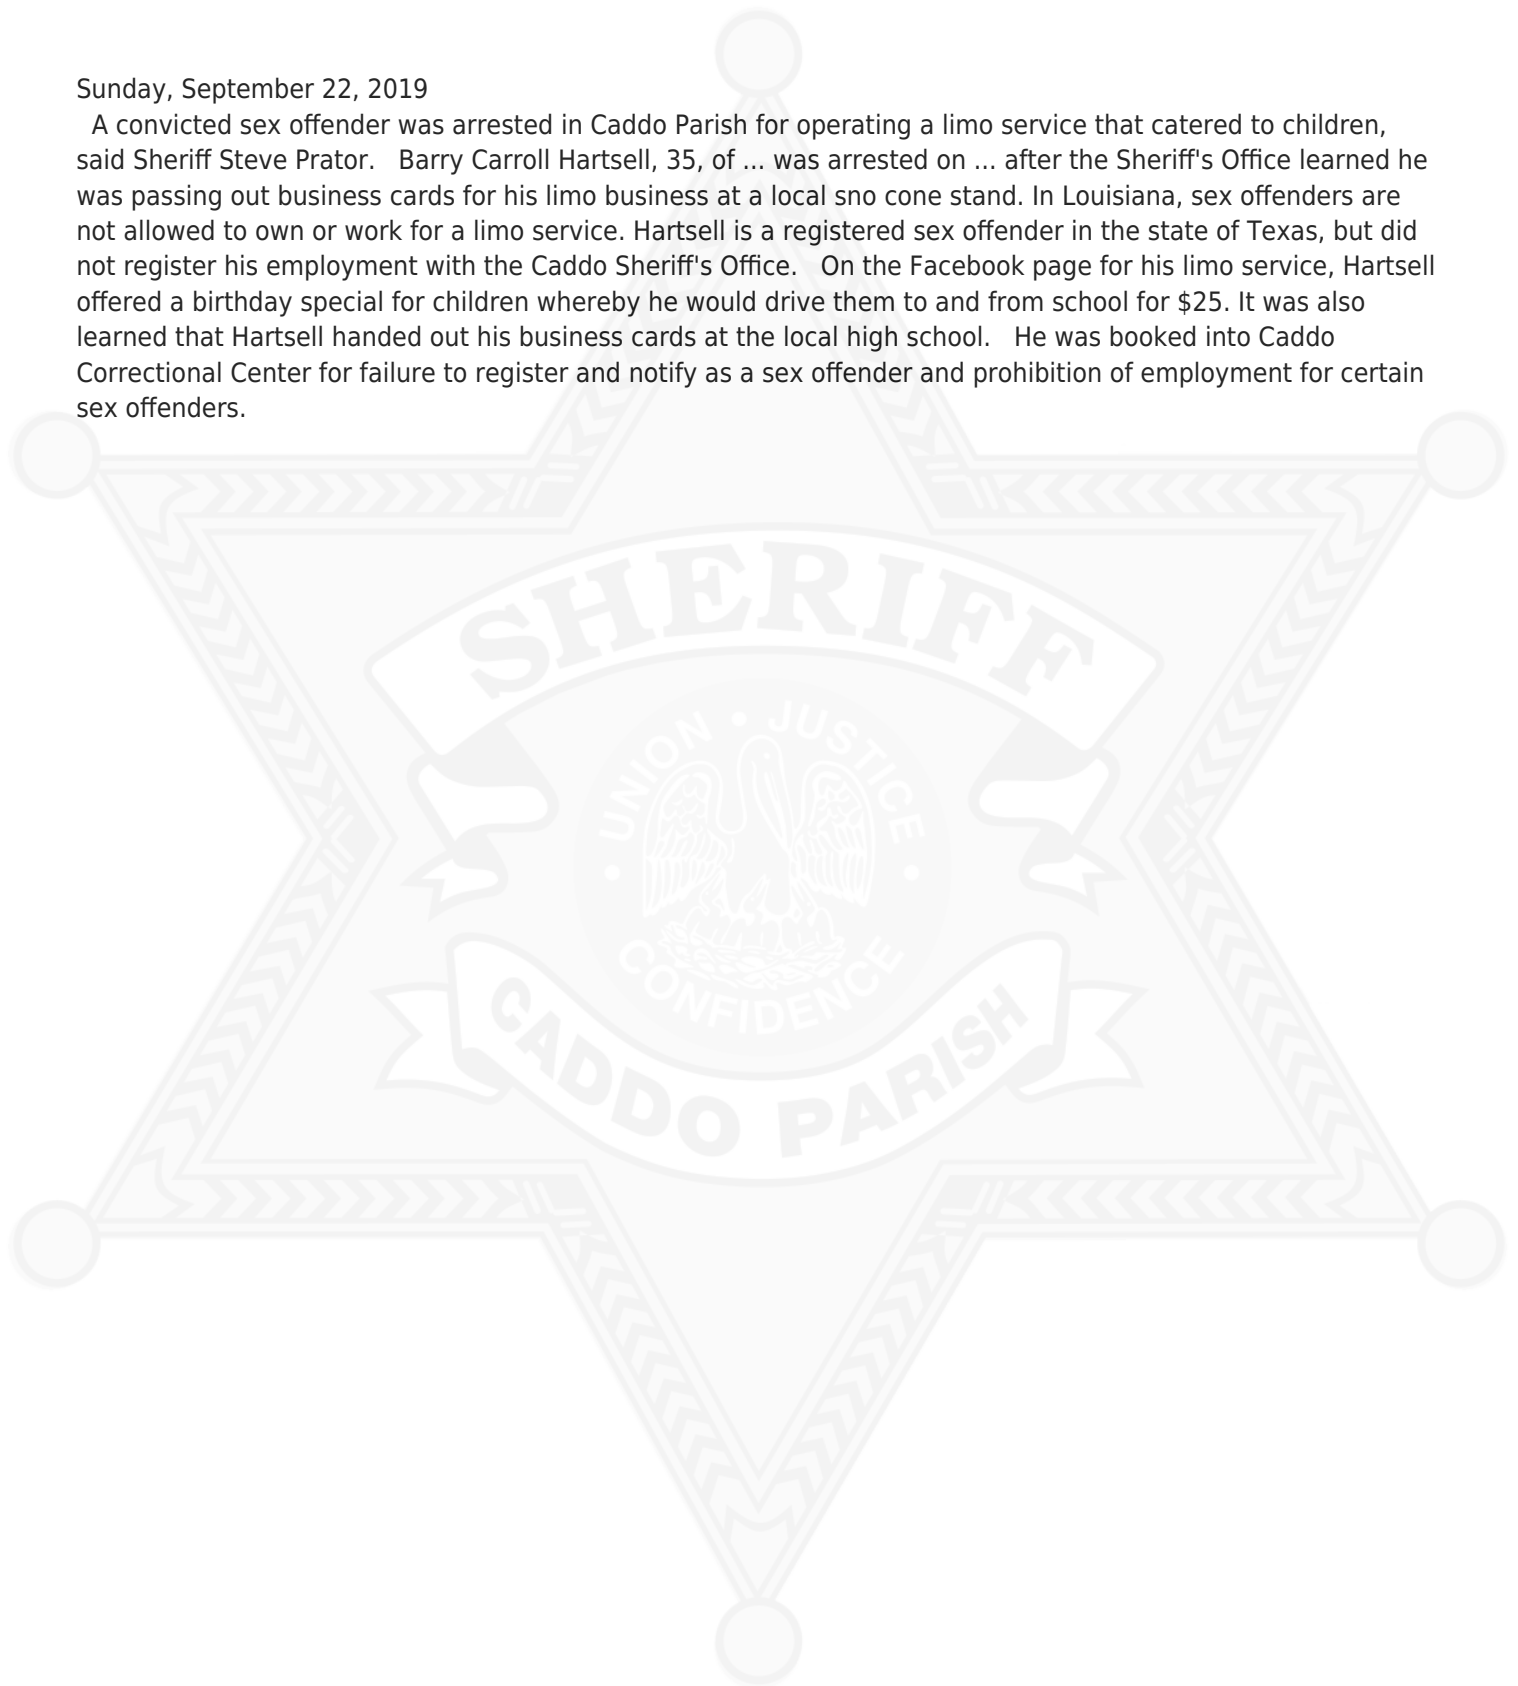 Sunday, September 22, 2019
A convicted sex offender was arrested in Caddo Parish for operating a limo service that catered to children,
said Sheriff Steve Prator.   Barry Carroll Hartsell, 35, of ... was arrested on ... after the Sheriff's Office learned he
was passing out business cards for his limo business at a local sno cone stand. In Louisiana, sex offenders are
not allowed to own or work for a limo service. Hartsell is a registered sex offender in the state of Texas, but did
not register his employment with the Caddo Sheriff's Office.   On the Facebook page for his limo service, Hartsell
offered a birthday special for children whereby he would drive them to and from school for $25. It was also
learned that Hartsell handed out his business cards at the local high school.   He was booked into Caddo
Correctional Center for failure to register and notify as a sex offender and prohibition of employment for certain
sex offenders.
SHERIFF
UNION • JUSTICE
• CONFIDENCE •
CADDO PARISH